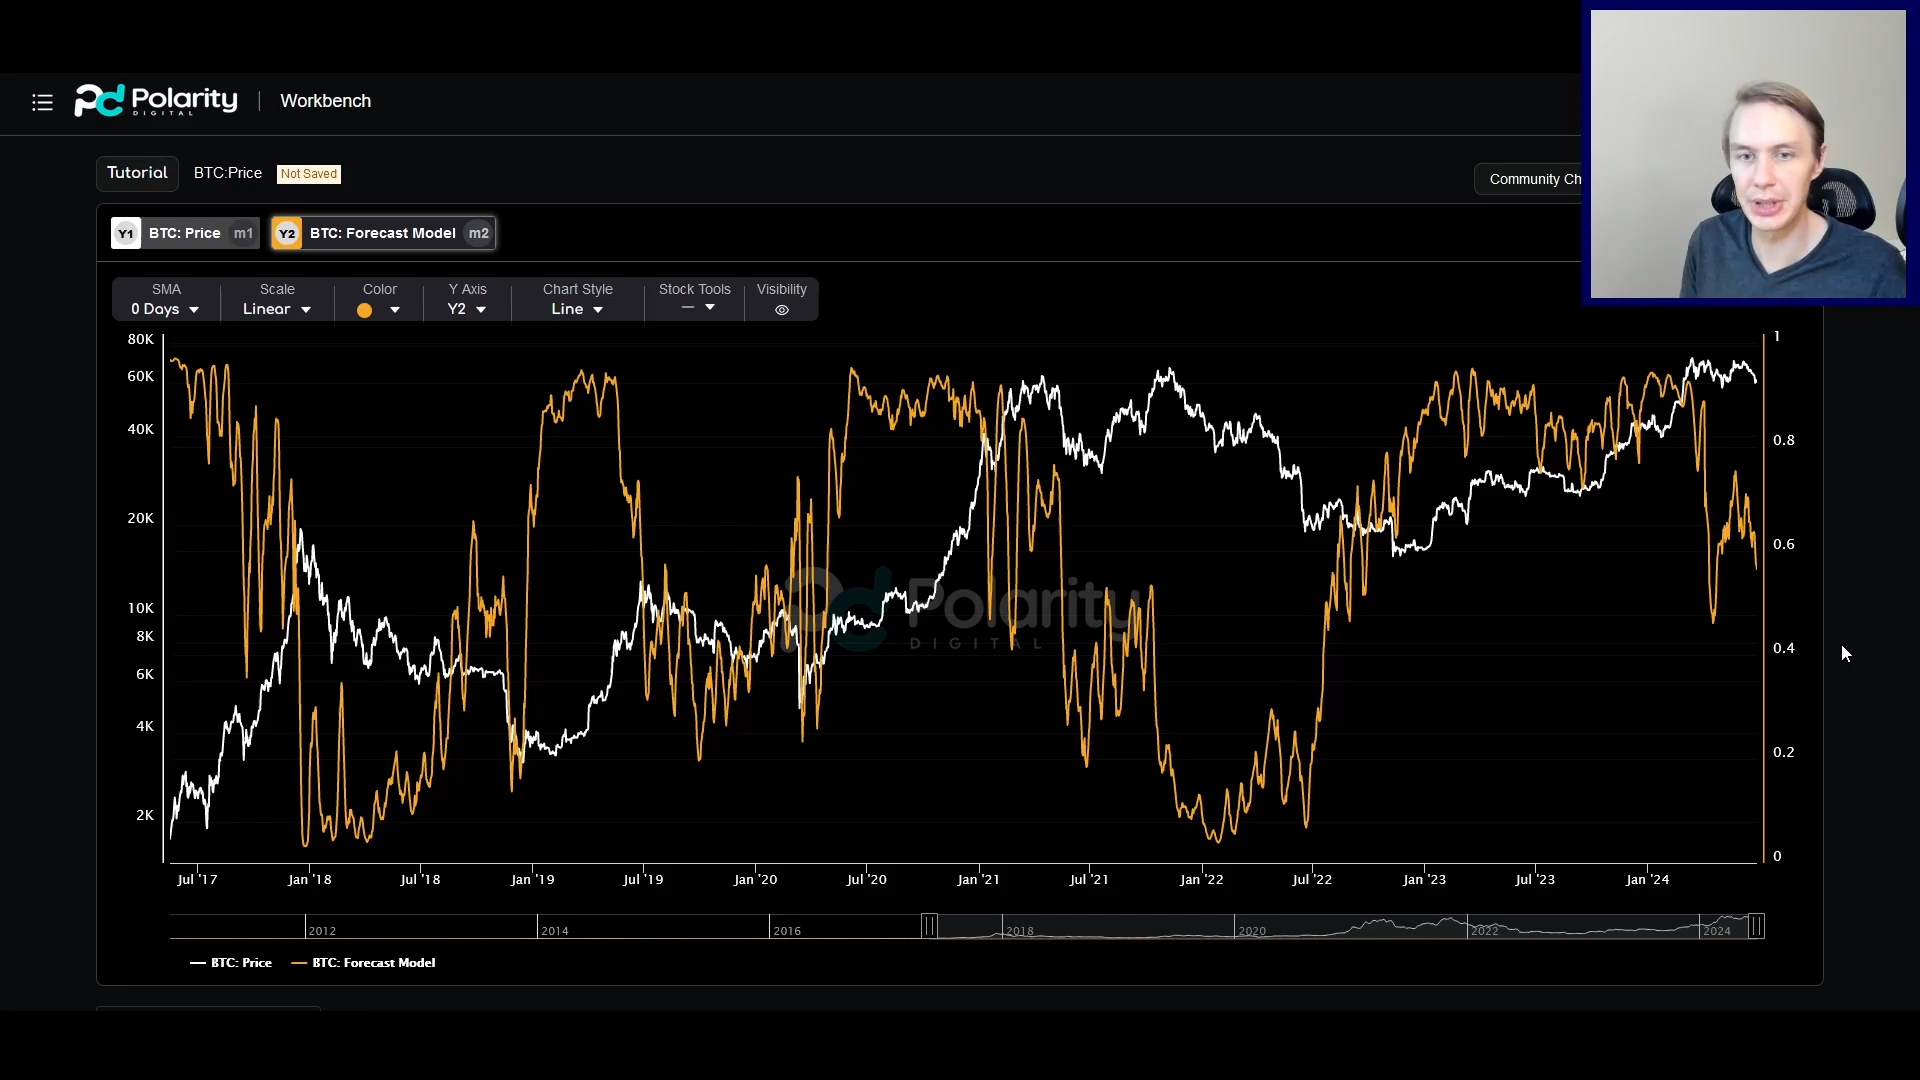 Polarity
DIGITAL
Workbench
Tutorial
BTC:Price
Not Saved
Community Ch
Y1 BTC: Price m1
Y2 BTC: Forecast Model m2
SMA
0 Days
Scale
Linear
Color
Y Axis
Y2
Chart Style
Line
Stock Tools
—
Visibility
80K
60K
40K
20K
10K
8K
6K
4K
2K
1
0.8
0.6
0.4
0.2
0
Polarity
DIGITAL
Jul '17
Jan '18
Jul '18
Jan '19
Jul '19
Jan '20
Jul '20
Jan '21
Jul '21
Jan '22
Jul '22
Jan '23
Jul '23
Jan '24
2012
2014
2016
2018
2020
2022
2024
BTC: Price
BTC: Forecast Model